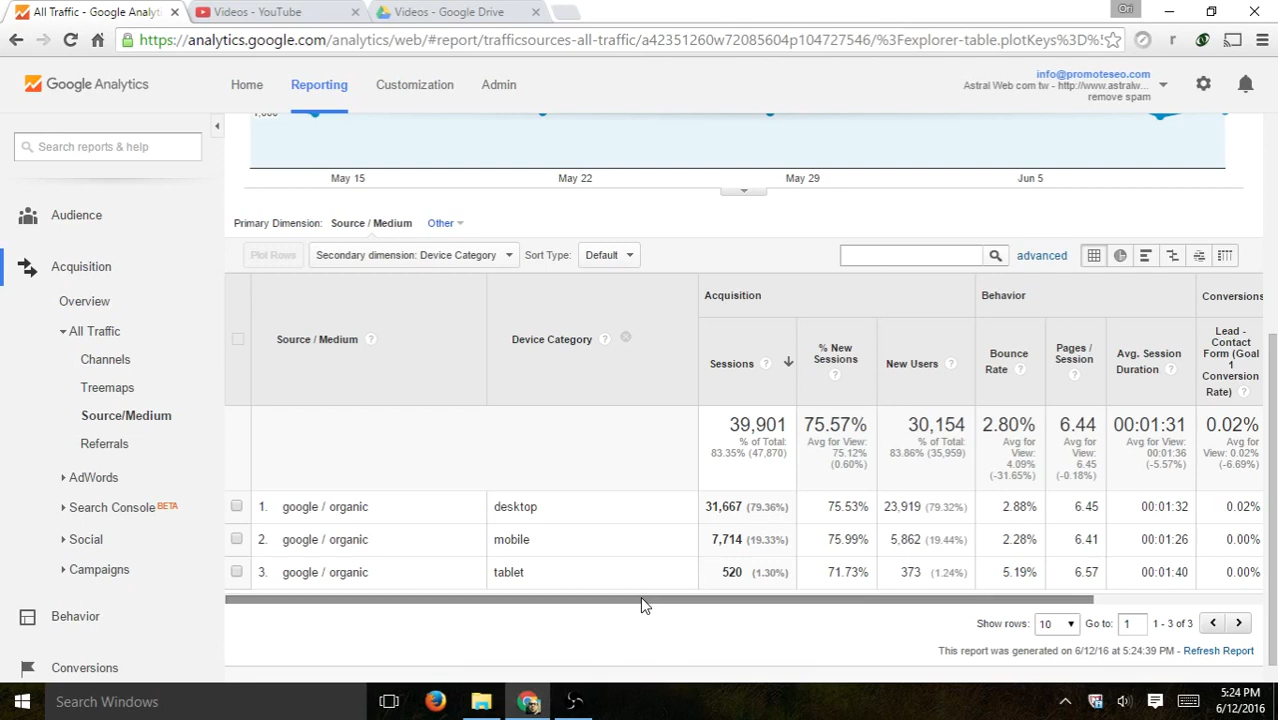 All Traffic - Google Analyti
Videos - YouTube
Videos - Google Drive
Ori
https://analytics.google.com/analytics/web/#report/trafficsources-all-traffic/a42351260w72085604p104727546/%3Fexplorer-table.plotKeys%3D%5
Google Analytics
Home
Reporting
Customization
Admin
info@promoteseo.com
Astral Web com tw - http://www.astralw...
remove spam
Search reports & help
Audience
Acquisition
Overview
All Traffic
Channels
Treemaps
Source/Medium
Referrals
AdWords
Search Console BETA
Social
Campaigns
Behavior
Conversions
1,000
May 15
May 22
May 29
Jun 5
Primary Dimension: Source / Medium Other
Plot Rows
Secondary dimension: Device Category
Sort Type: Default
advanced
Source / Medium ?
Device Category ?
Acquisition
Behavior
Conversions
Sessions ?
% New
Sessions
?
New Users ?
Bounce
Rate ?
Pages /
Session
?
Avg. Session
Duration ?
Lead -
Contact
Form (Goal
1
Conversion
Rate) ?
39,901
% of Total:
83.35% (47,870)
75.57%
Avg for View:
75.12%
(0.60%)
30,154
% of Total:
83.86% (35,959)
2.80%
Avg for
View:
4.09%
(-31.65%)
6.44
Avg for
View:
6.45
(-0.18%)
00:01:31
Avg for View:
00:01:36
(-5.57%)
0.02%
Avg for
View: 0.02%
(-6.69%)
1. google / organic desktop 31,667 (79.36%) 75.53% 23,919 (79.32%) 2.88% 6.45 00:01:32 0.02%
2. google / organic mobile 7,714 (19.33%) 75.99% 5,862 (19.44%) 2.28% 6.41 00:01:26 0.00%
3. google / organic tablet 520 (1.30%) 71.73% 373 (1.24%) 5.19% 6.57 00:01:40 0.00%
Show rows: 10 Go to: 1 1 - 3 of 3
This report was generated on 6/12/16 at 5:24:39 PM - Refresh Report
Search Windows
5:24 PM
6/12/2016